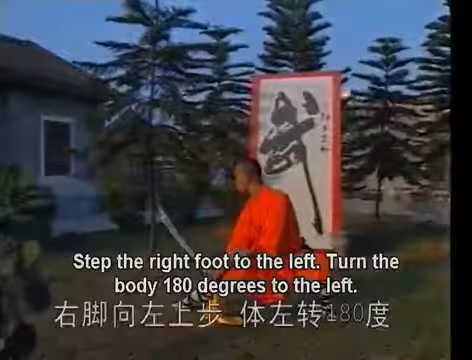 武
Step the right foot to the left. Turn the
body 180 degrees to the left.
右脚向左上步 体左转180度